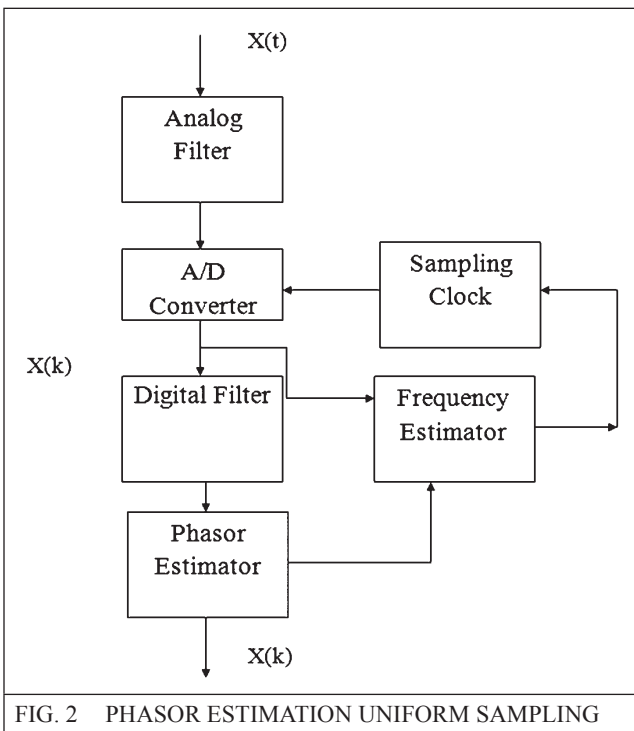 X(t)
Analog
Filter
A/D
Converter
Sampling
Clock
X(k)
Digital Filter
Frequency
Estimator
Phasor
Estimator
X(k)
FIG. 2 PHASOR ESTIMATION UNIFORM SAMPLING